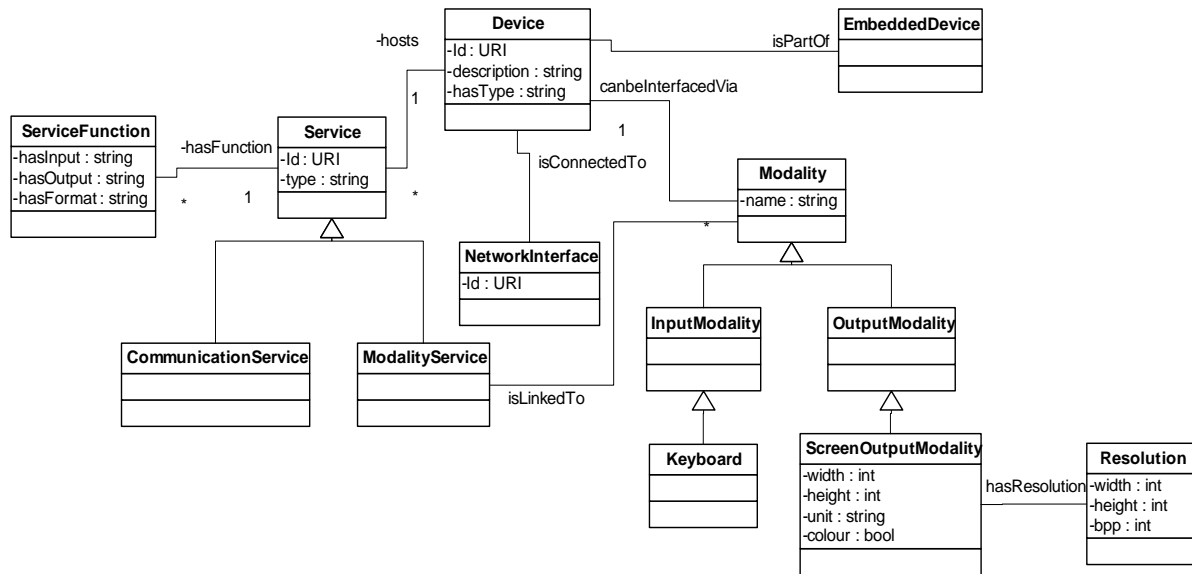 Device
-Id : URI
-description : string
-hasType : string
EmbeddedDevice
isPartOf
-hosts
1
canbeInterfacedVia
1
isConnectedTo
ServiceFunction
-hasInput : string
-hasOutput : string
-hasFormat : string
-hasFunction
*
1
Service
-Id : URI
-type : string
*
Modality
-name : string
*
NetworkInterface
-Id : URI
CommunicationService
ModalityService
isLinkedTo
InputModality
OutputModality
Keyboard
ScreenOutputModality
-width : int
-height : int
-unit : string
-colour : bool
hasResolution
Resolution
-width : int
-height : int
-bpp : int